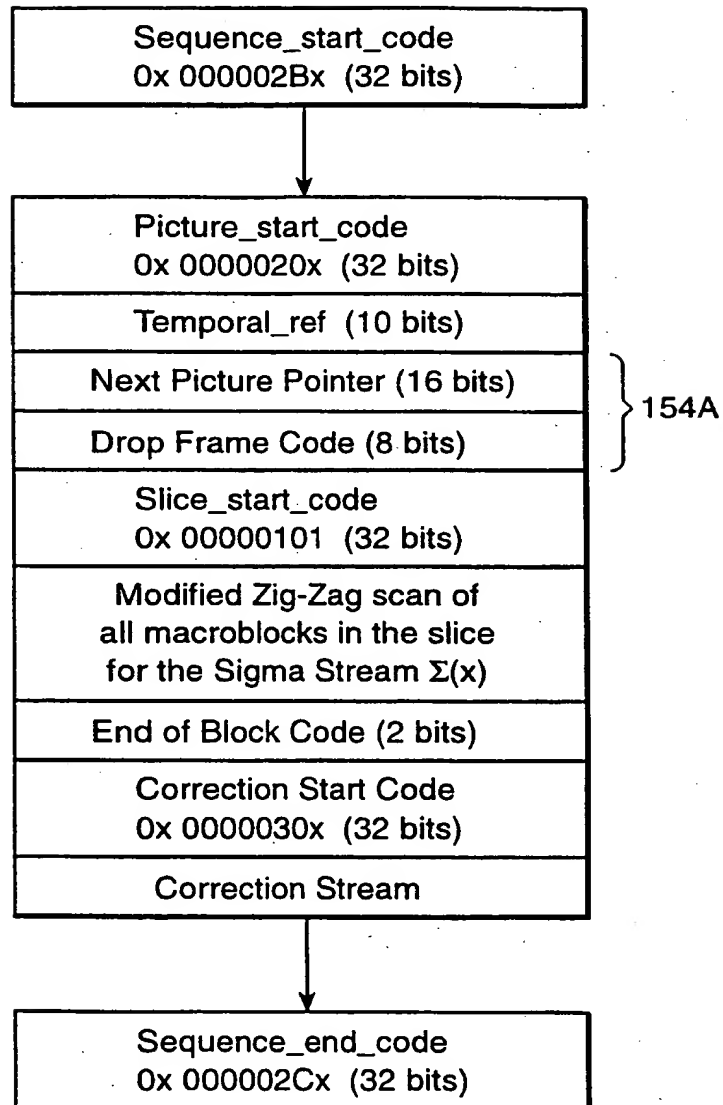 Sequence_start_code
0x 000002Bx (32 bits)
Picture_start_code
0x 0000020x (32 bits)
Temporal_ref (10 bits)
Next Picture Pointer (16 bits)
Drop Frame Code (8 bits)
154A
Slice_start_code
0x 00000101 (32 bits)
Modified Zig-Zag scan of
all macroblocks in the slice
for the Sigma Stream Σ(x)
End of Block Code (2 bits)
Correction Start Code
0x 0000030x (32 bits)
Correction Stream
Sequence_end_code
0x 000002Cx (32 bits)